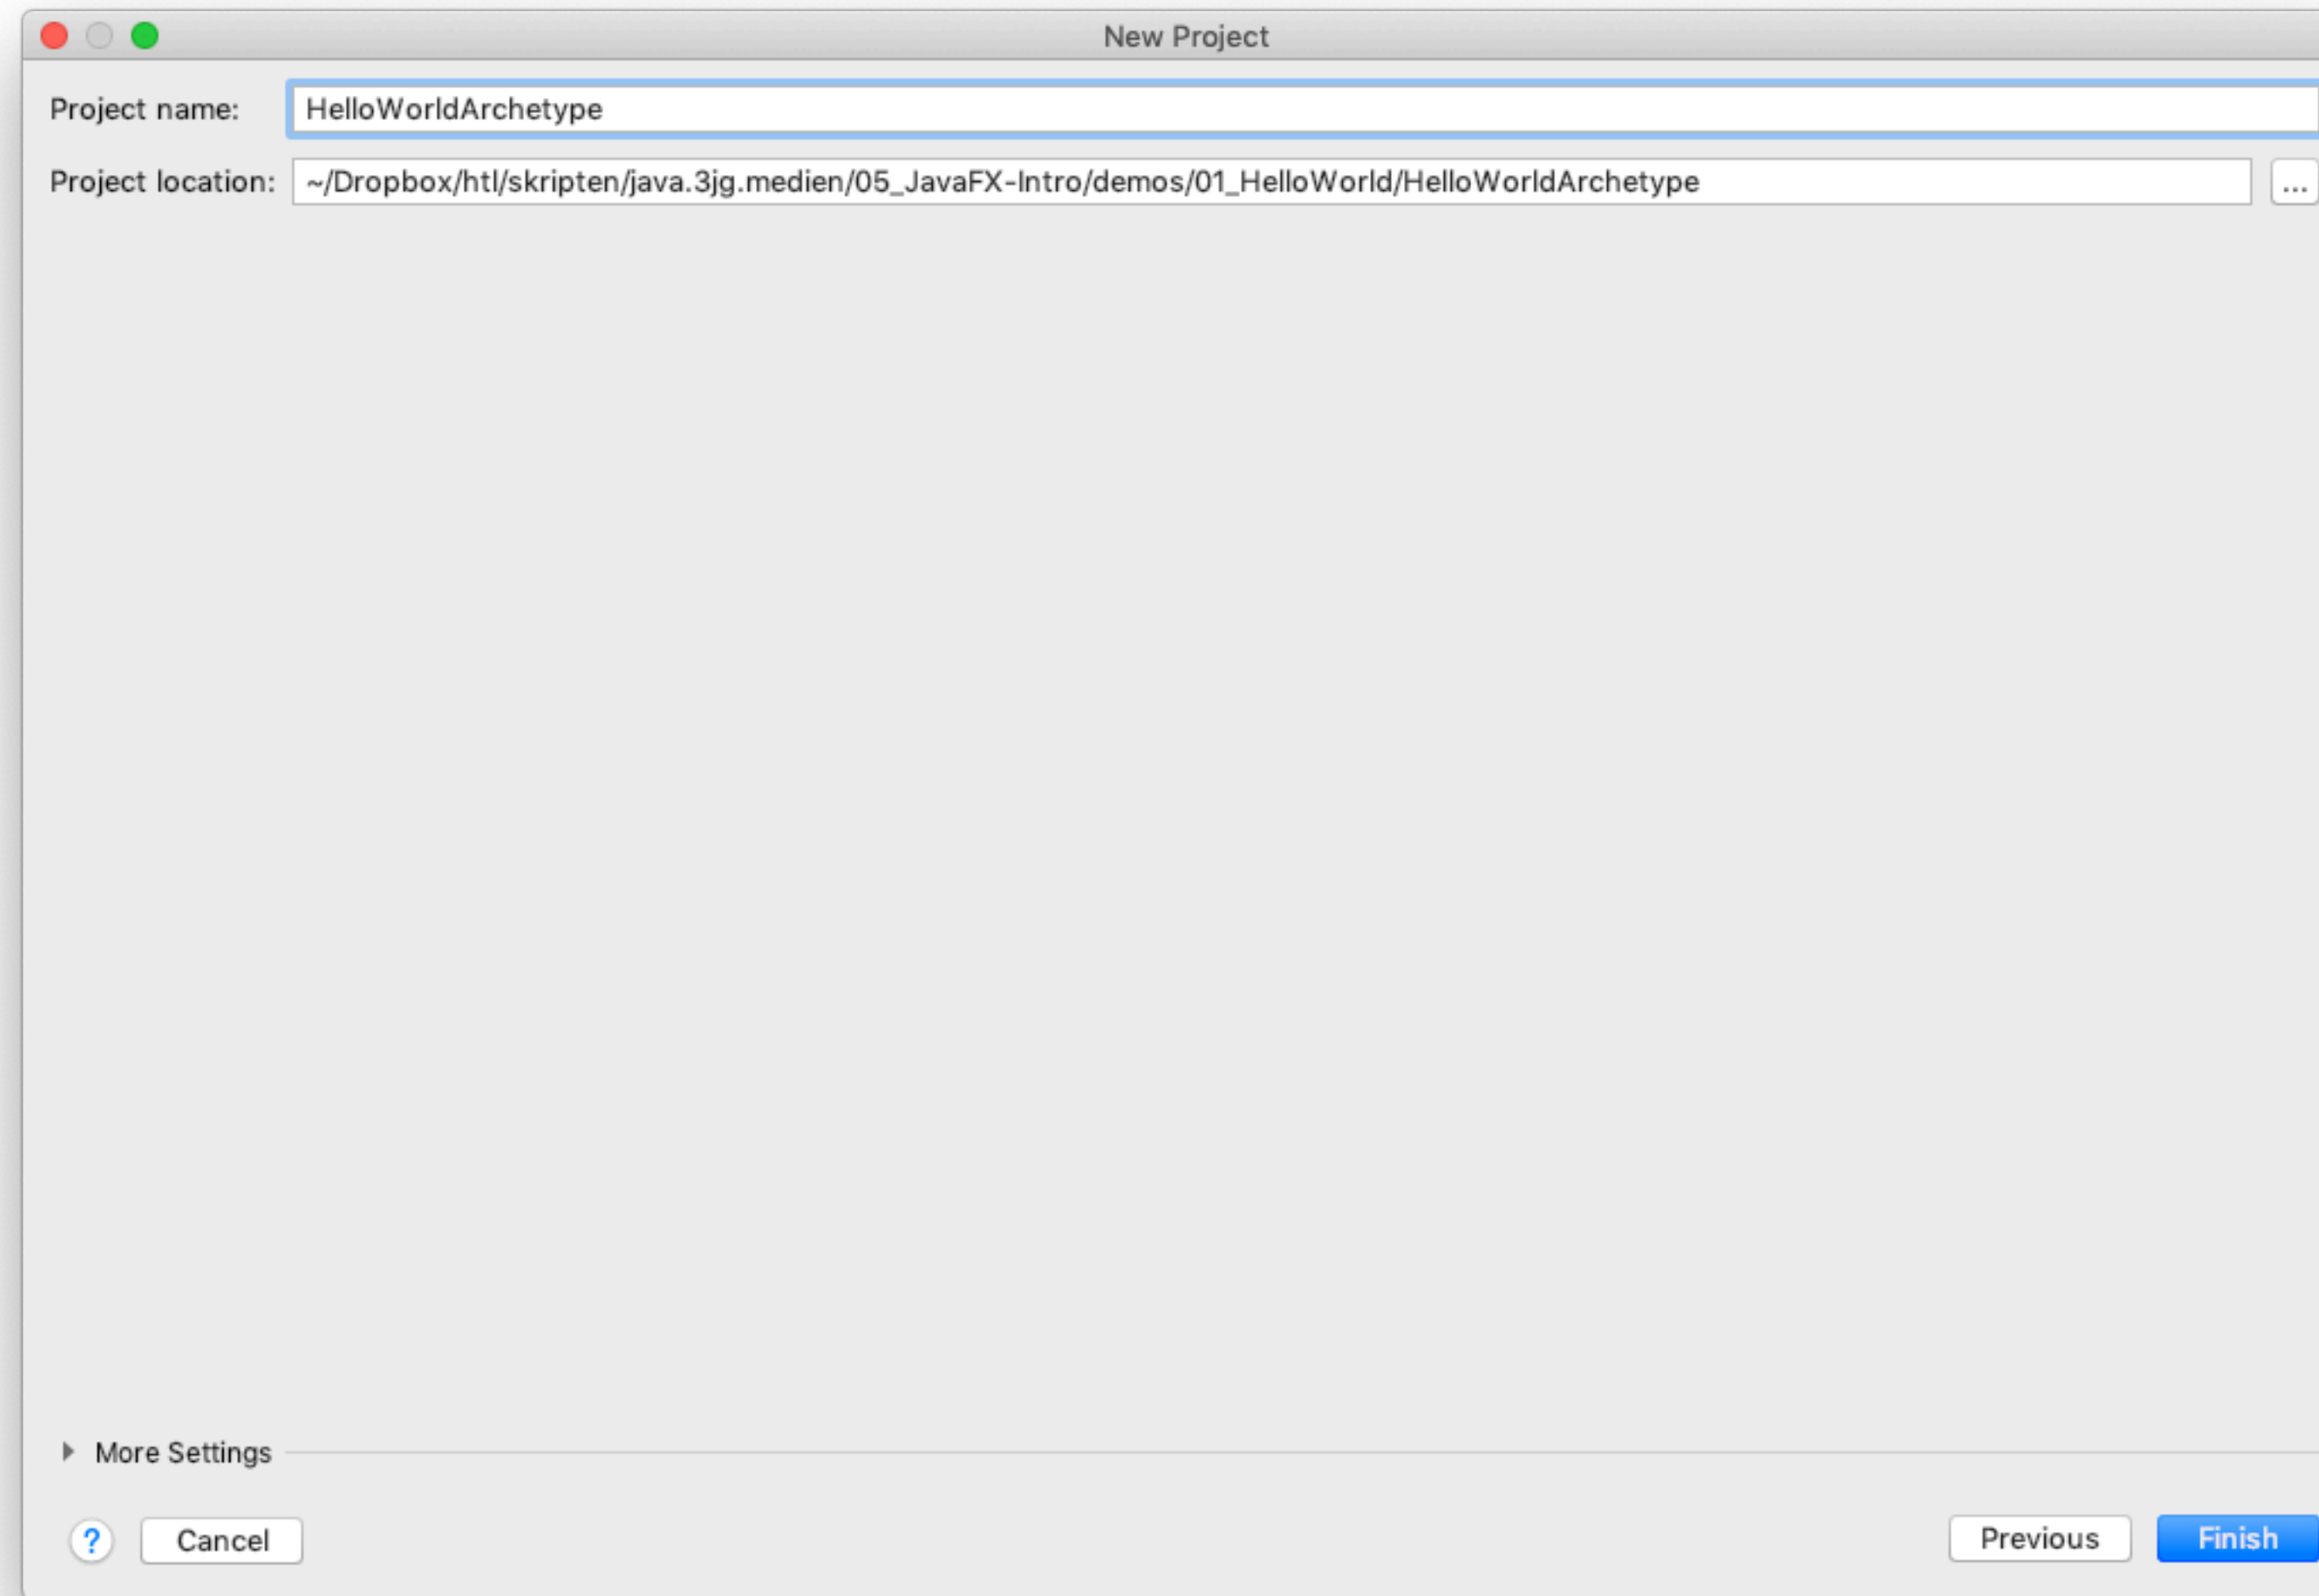 New Project
Project name: HelloWorldArchetype
Project location: ~/Dropbox/htl/skripten/java.3jg.medien/05_JavaFX-Intro/demos/01_HelloWorld/HelloWorldArchetype ...
More Settings
? Cancel Previous Finish